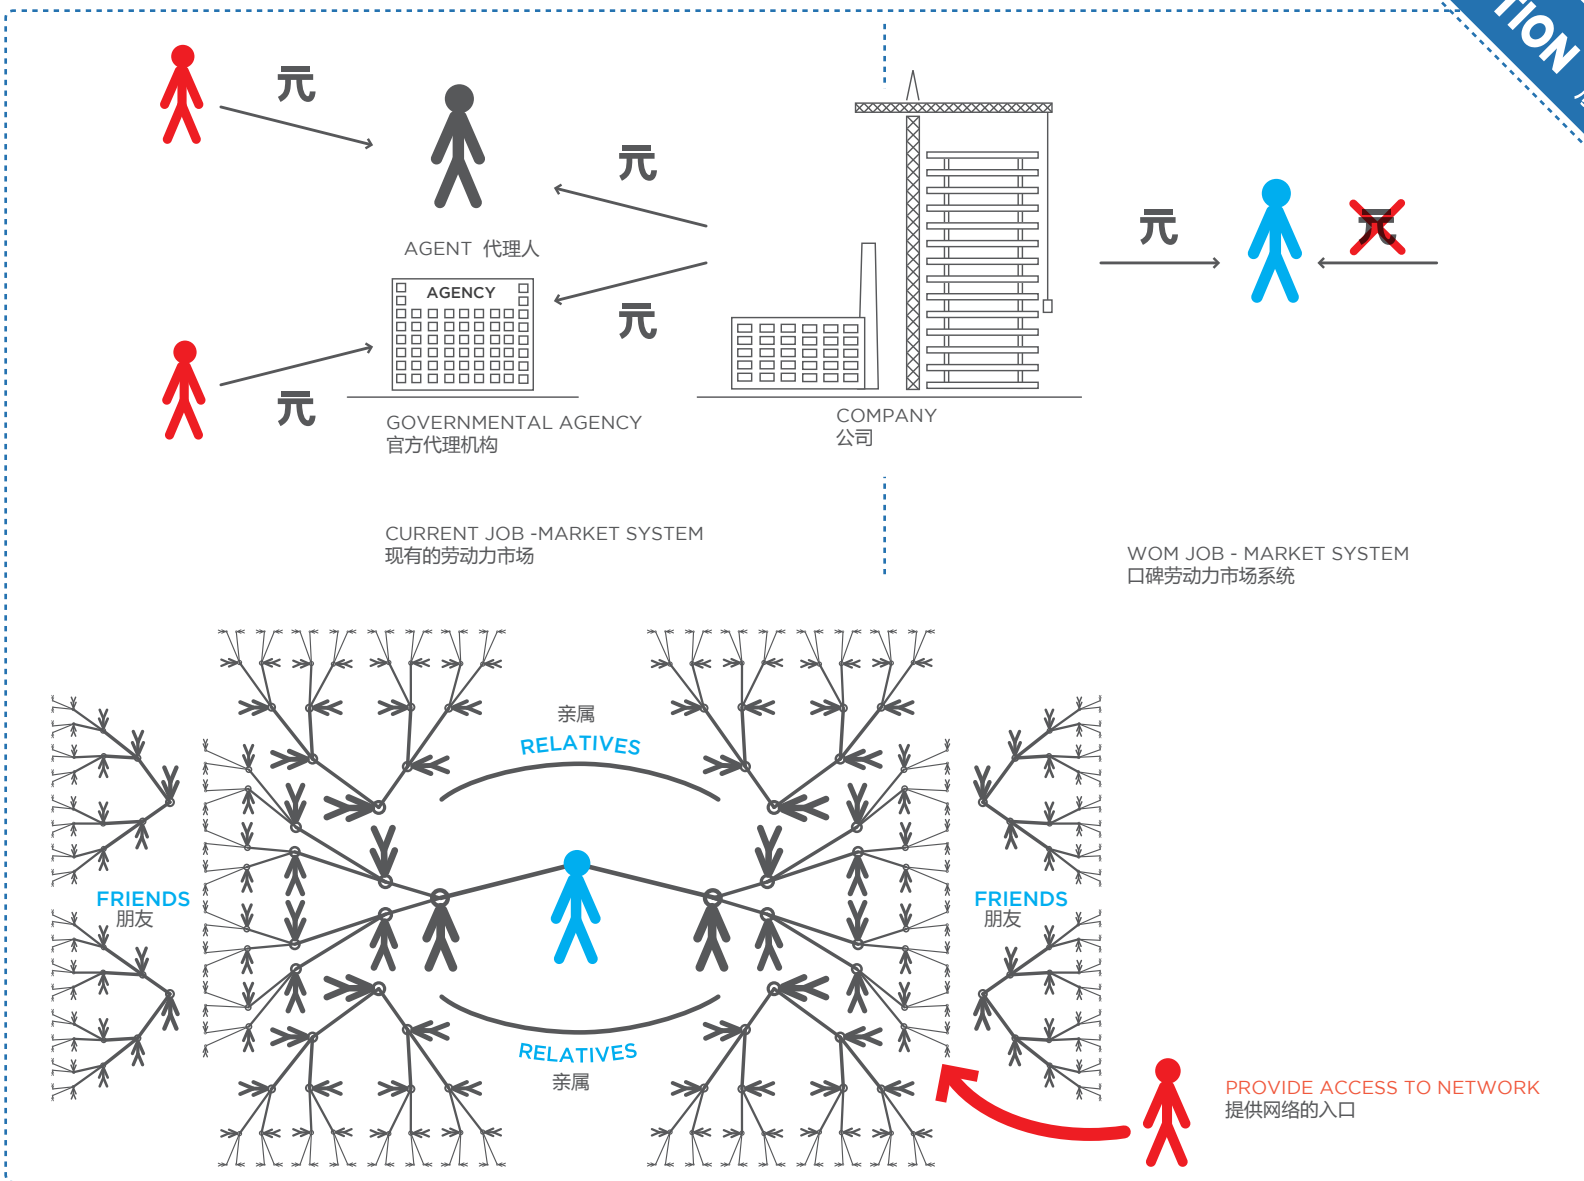 TION
元
元
元
元
AGENT 代理人
AGENCY
元
元
元
GOVERNMENTAL AGENCY
官方代理机构
COMPANY
公司
CURRENT JOB -MARKET SYSTEM
现有的劳动力市场
WOM JOB - MARKET SYSTEM
口碑劳动力市场系统
亲属
RELATIVES
FRIENDS
朋友
FRIENDS
朋友
RELATIVES
亲属
PROVIDE ACCESS TO NETWORK
提供网络的入口